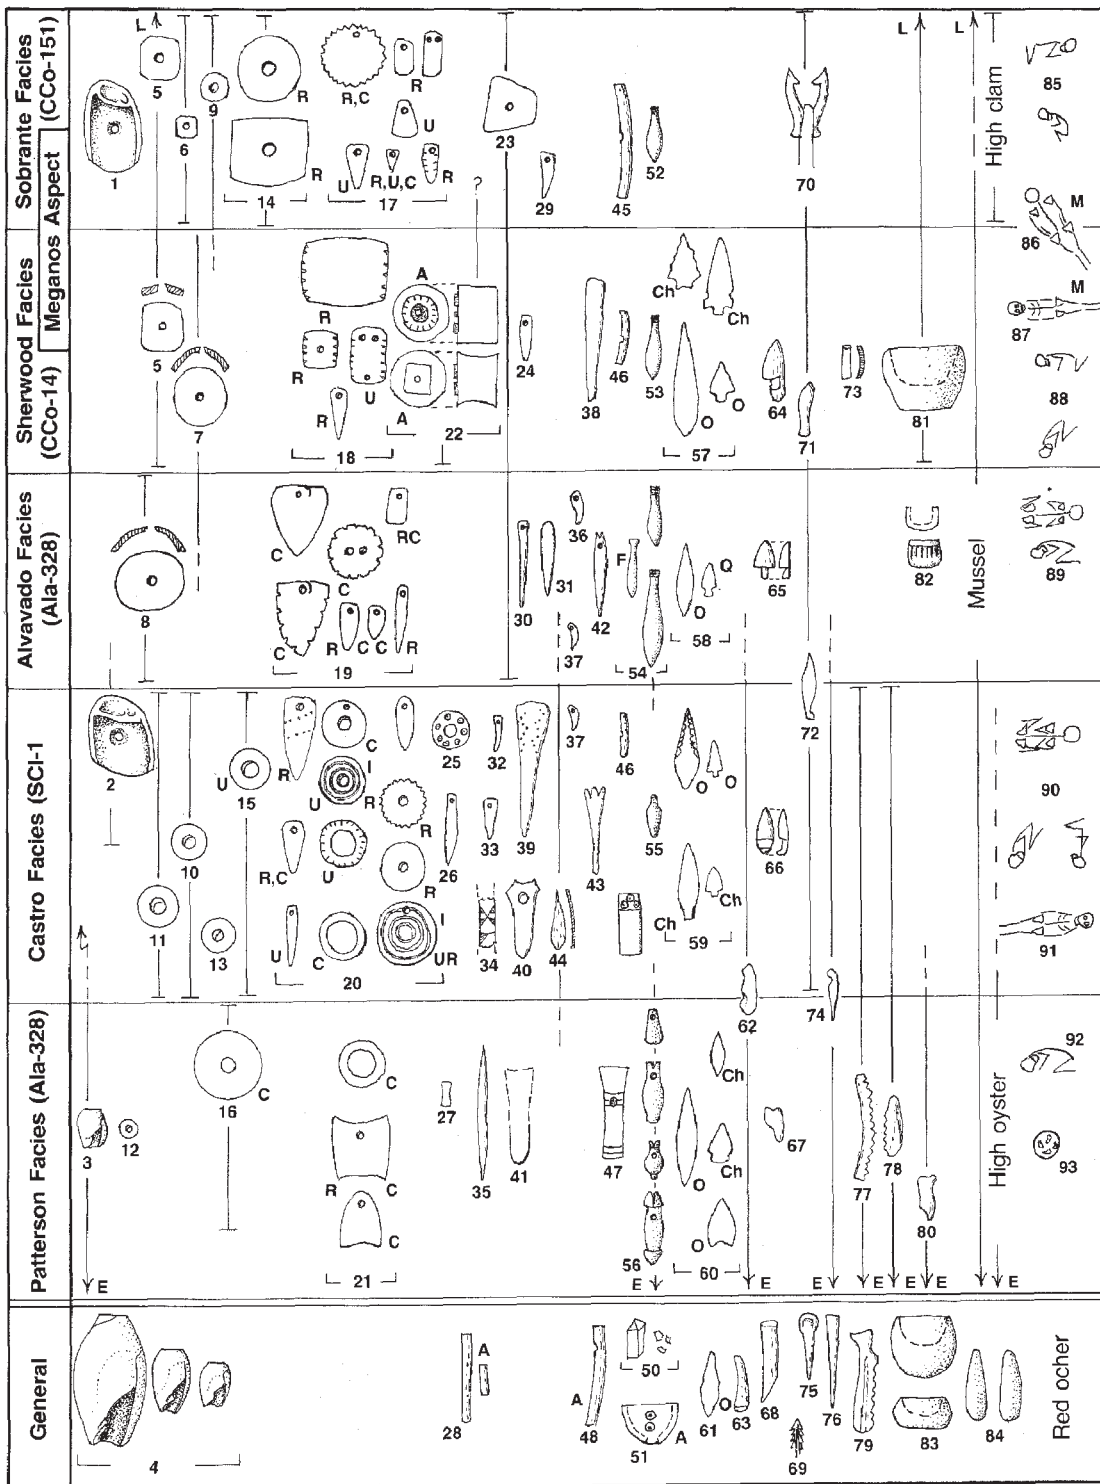 Sobrante Facies (CCo-151)
Meganos Aspect
L
5
9
6
1
R
R
14
R,C
R
U
U
R,U,C
R
17
23
29
45
52
70
L
L
High clam
85
M
86
Sherwood Facies (CCo-14)
5
7
R
R
U
R
18
A
A
22
?
24
38
46
53
Ch
Ch
O
O
57
64
71
73
81
M
87
88
Alvavado Facies (Ala-328)
8
C
RC
C
C
R
C
R
19
30
31
36
37
42
F
54
O
Q
58
65
82
Mussel
89
Castro Facies (SCI-1)
2
10
11
13
15
U
R
C
I
U
R
R
R,C
U
R
U
C
I
UR
20
25
26
32
33
34
39
40
37
43
44
46
55
O
O
Ch
59
66
72
90
91
Patterson Facies (Ala-328)
3
12
E
16
C
C
R
C
C
21
27
35
41
47
56
E
Ch
O
Ch
O
60
62
E
67
74
E
77
E
78
E
80
E
E
High oyster
92
93
General
4
28
A
48
A
50
51
A
61
O
63
68
69
75
76
79
83
84
Red ocher